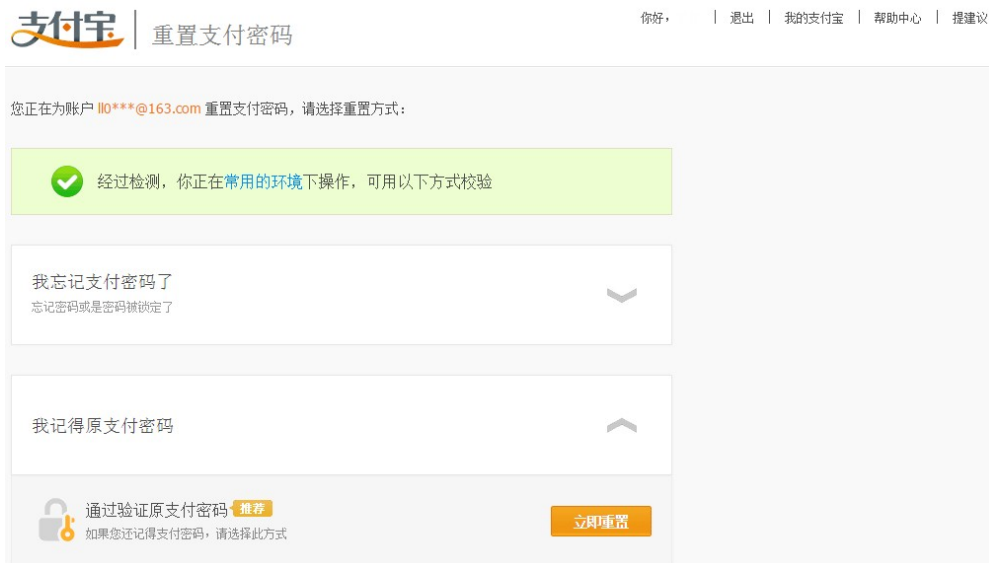 支付宝 | 重置支付密码
你好， | 退出 | 我的支付宝 | 帮助中心 | 提建议
您正在为账户 ll0***@163.com 重置支付密码，请选择重置方式：
经过检测，你正在常用的环境下操作，可用以下方式校验
我忘记支付密码了
忘记密码或是密码被锁定了
我记得原支付密码
通过验证原支付密码 推荐
如果您还记得支付密码，请选择此方式
立即重置